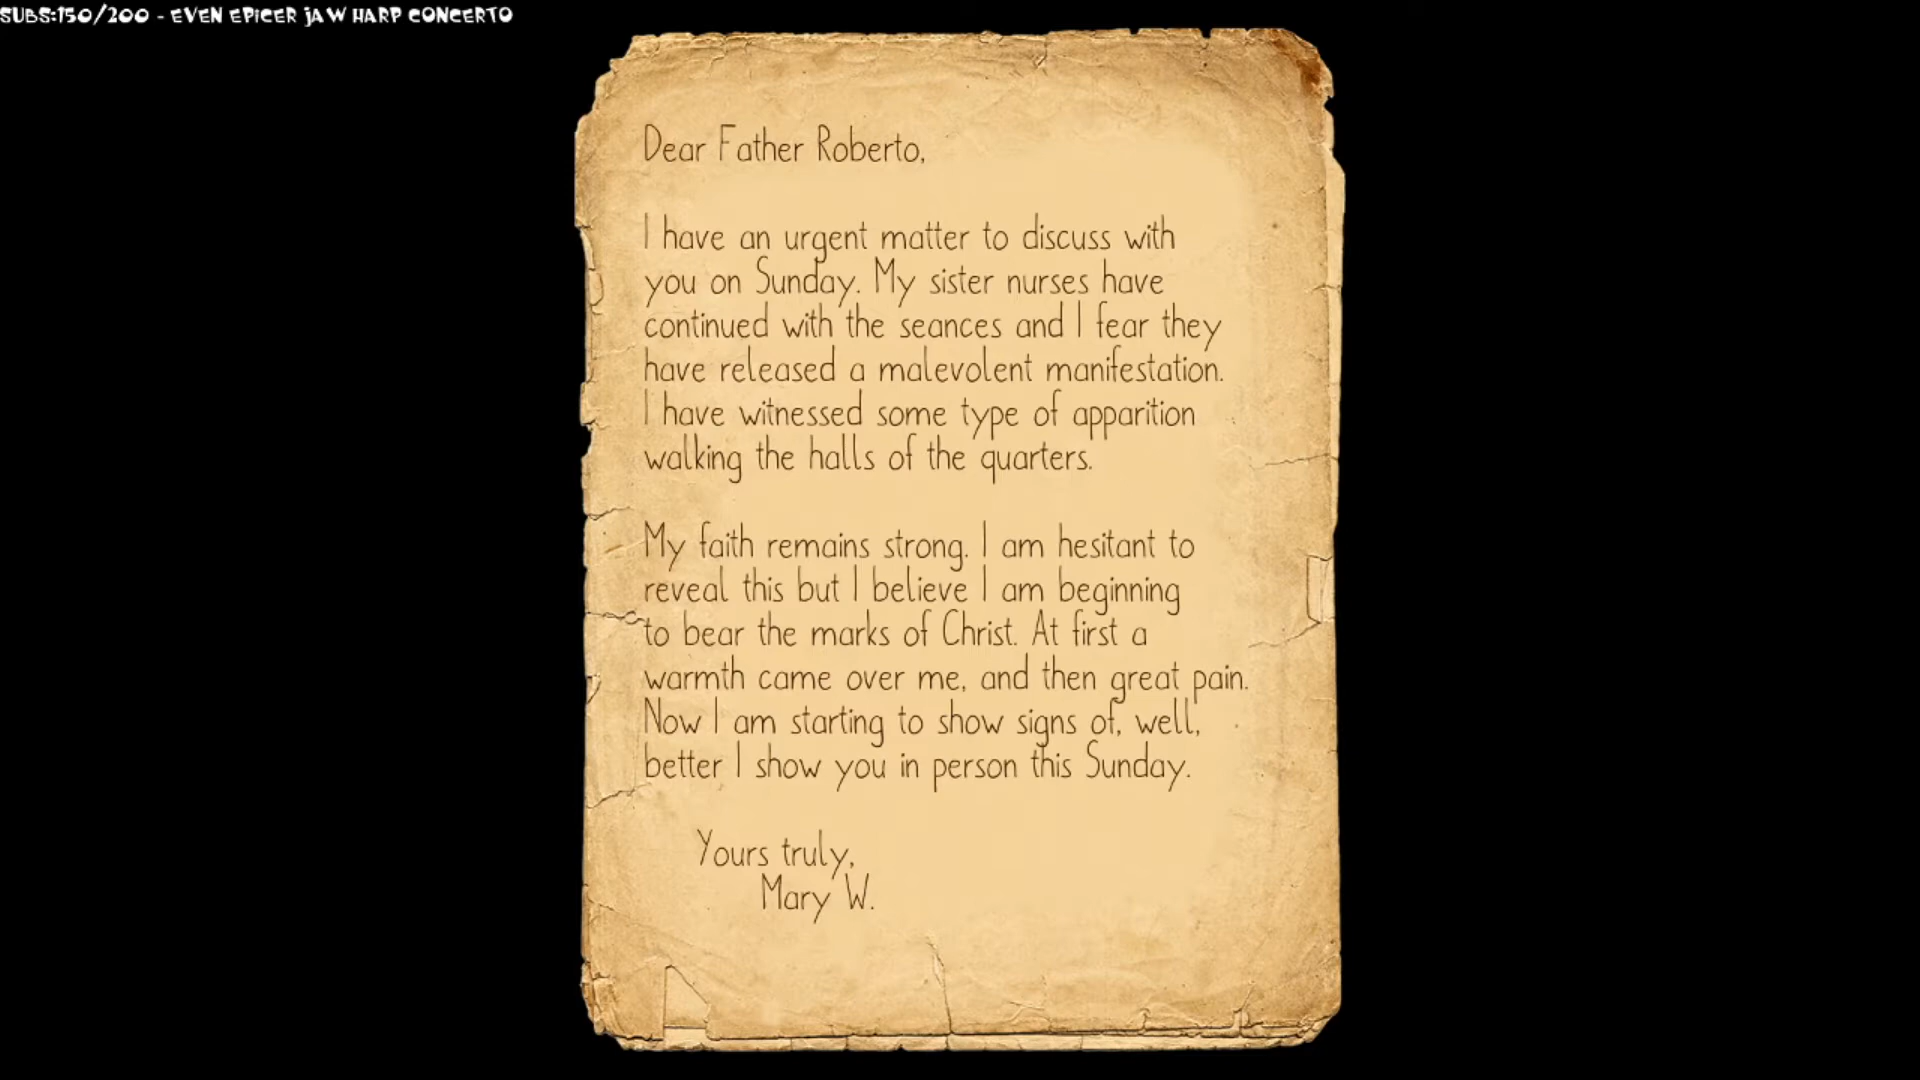 SUBS:150/200 - EVEN EPICER JAW HARP CONCERTO
Dear Father Roberto,
I have an urgent matter to discuss with
you on Sunday. My sister nurses have
continued with the seances and I fear they
have released a malevolent manifestation.
I have witnessed some type of apparition
walking the halls of the quarters.
My faith remains strong. I am hesitant to
reveal this but I believe I am beginning
to bear the marks of Christ. At first a
warmth came over me, and then great pain.
Now I am starting to show signs of, well,
better I show you in person this Sunday.
Yours truly,
Mary W.